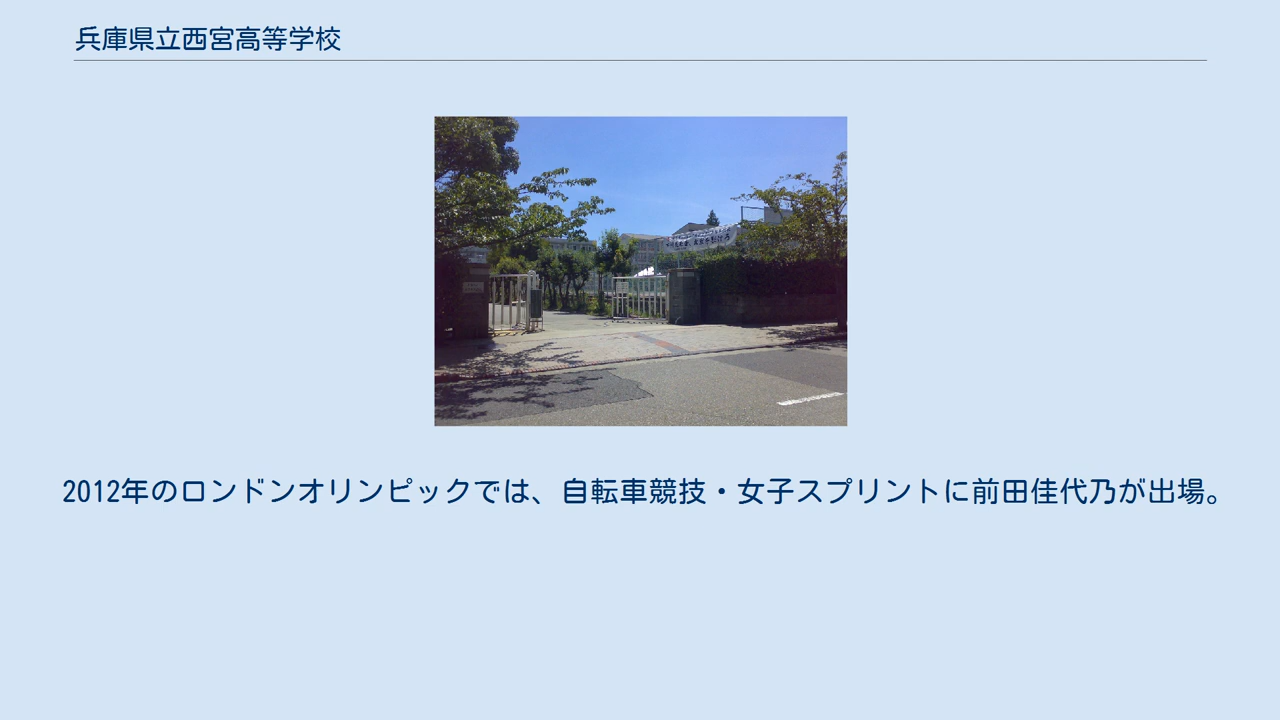 兵庫県立西宮高等学校
2012年のロンドンオリンピックでは、自転車競技・女子スプリントに前田佳代乃が出場。